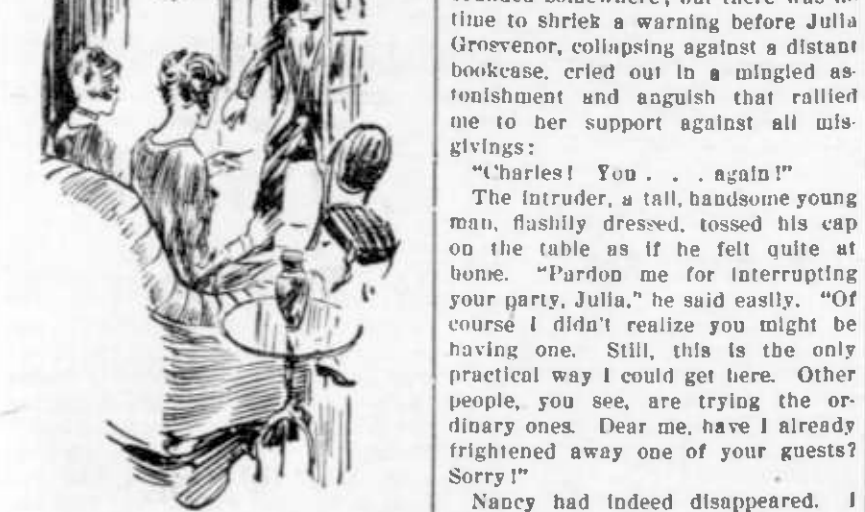 time to shriek a warning before Julia
Grosvenor, collapsing against a distant
bookcase, cried out in a mingled as-
tonishment and anguish that rallied
me to her support against all mis-
givings:
"Charles! You . . . again!"
The intruder, a tall, handsome young
man, flashily dressed, tossed his cap
on the table as if he felt quite at
home. "Pardon me for interrupting
your party, Julia," he said easily. "Of
course I didn't realize you might be
having one. Still, this is the only
practical way I could get here. Other
people, you see, are trying the or-
dinary ones. Dear me, have I already
frightened away one of your guests?
Sorry!"
Nancy had indeed disappeared. I